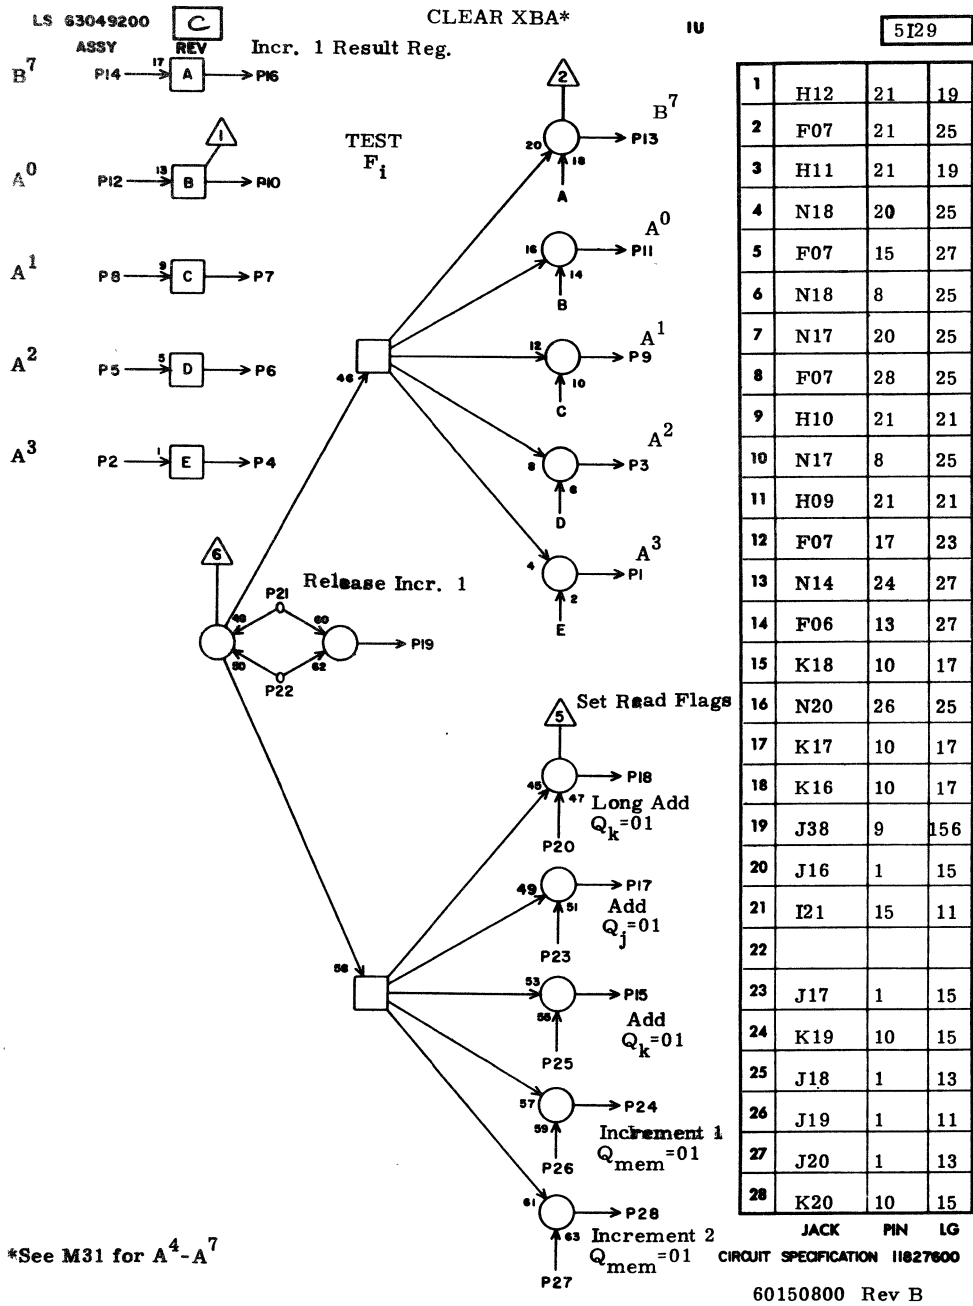 LS 63049200 C CLEAR XBA* IU 5I29
ASSY REV Incr. 1 Result Reg.
B7 P14 17 A P16
A0 P12 13 B P10 1
A1 P8 9 C P7
A2 P5 5 D P6
A3 P2 1 E P4
TEST
Fi
46
2
B7
20 18 P13
A
A0
16 14 P11
B
A1
12 10 P9
C
A2
8 6 P3
D
A3
4 2 P1
E
6
Release Incr. 1
P21
48 60
P19
50 62
P22
58
5 Set Read Flags
45 47 P18
Long Add
Qk=01
P20
49 51 P17
Add
Qj=01
P23
53 55 P15
Add
Qk=01
P25
57 P24
59 Increment 1
Qmem=01
P26
61 P28
63 Increment 2
Qmem=01
P27
1 H12 21 19
2 F07 21 25
3 H11 21 19
4 N18 20 25
5 F07 15 27
6 N18 8 25
7 N17 20 25
8 F07 28 25
9 H10 21 21
10 N17 8 25
11 H09 21 21
12 F07 17 23
13 N14 24 27
14 F06 13 27
15 K18 10 17
16 N20 26 25
17 K17 10 17
18 K16 10 17
19 J38 9 156
20 J16 1 15
21 I21 15 11
22
23 J17 1 15
24 K19 10 15
25 J18 1 13
26 J19 1 11
27 J20 1 13
28 K20 10 15
JACK PIN LG
*See M31 for A4-A7
CIRCUIT SPECIFICATION 11827600
60150800 Rev B